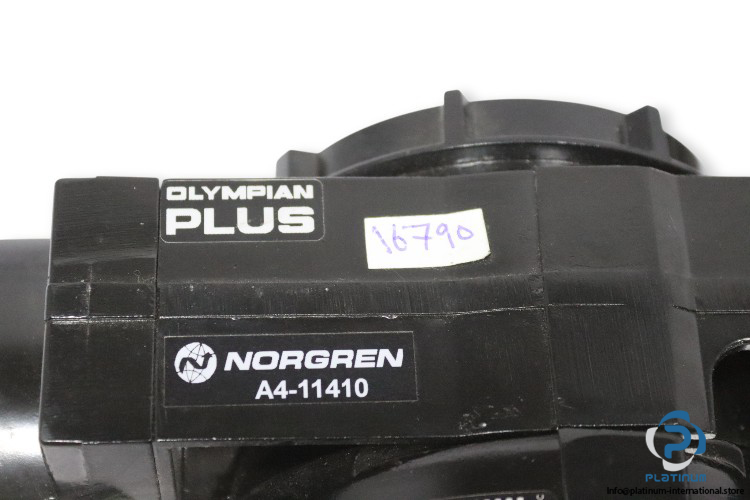 OLYMPIAN
PLUS
16790
NORGREN
A4-11410
PLATINUM
info@platinum-international.store